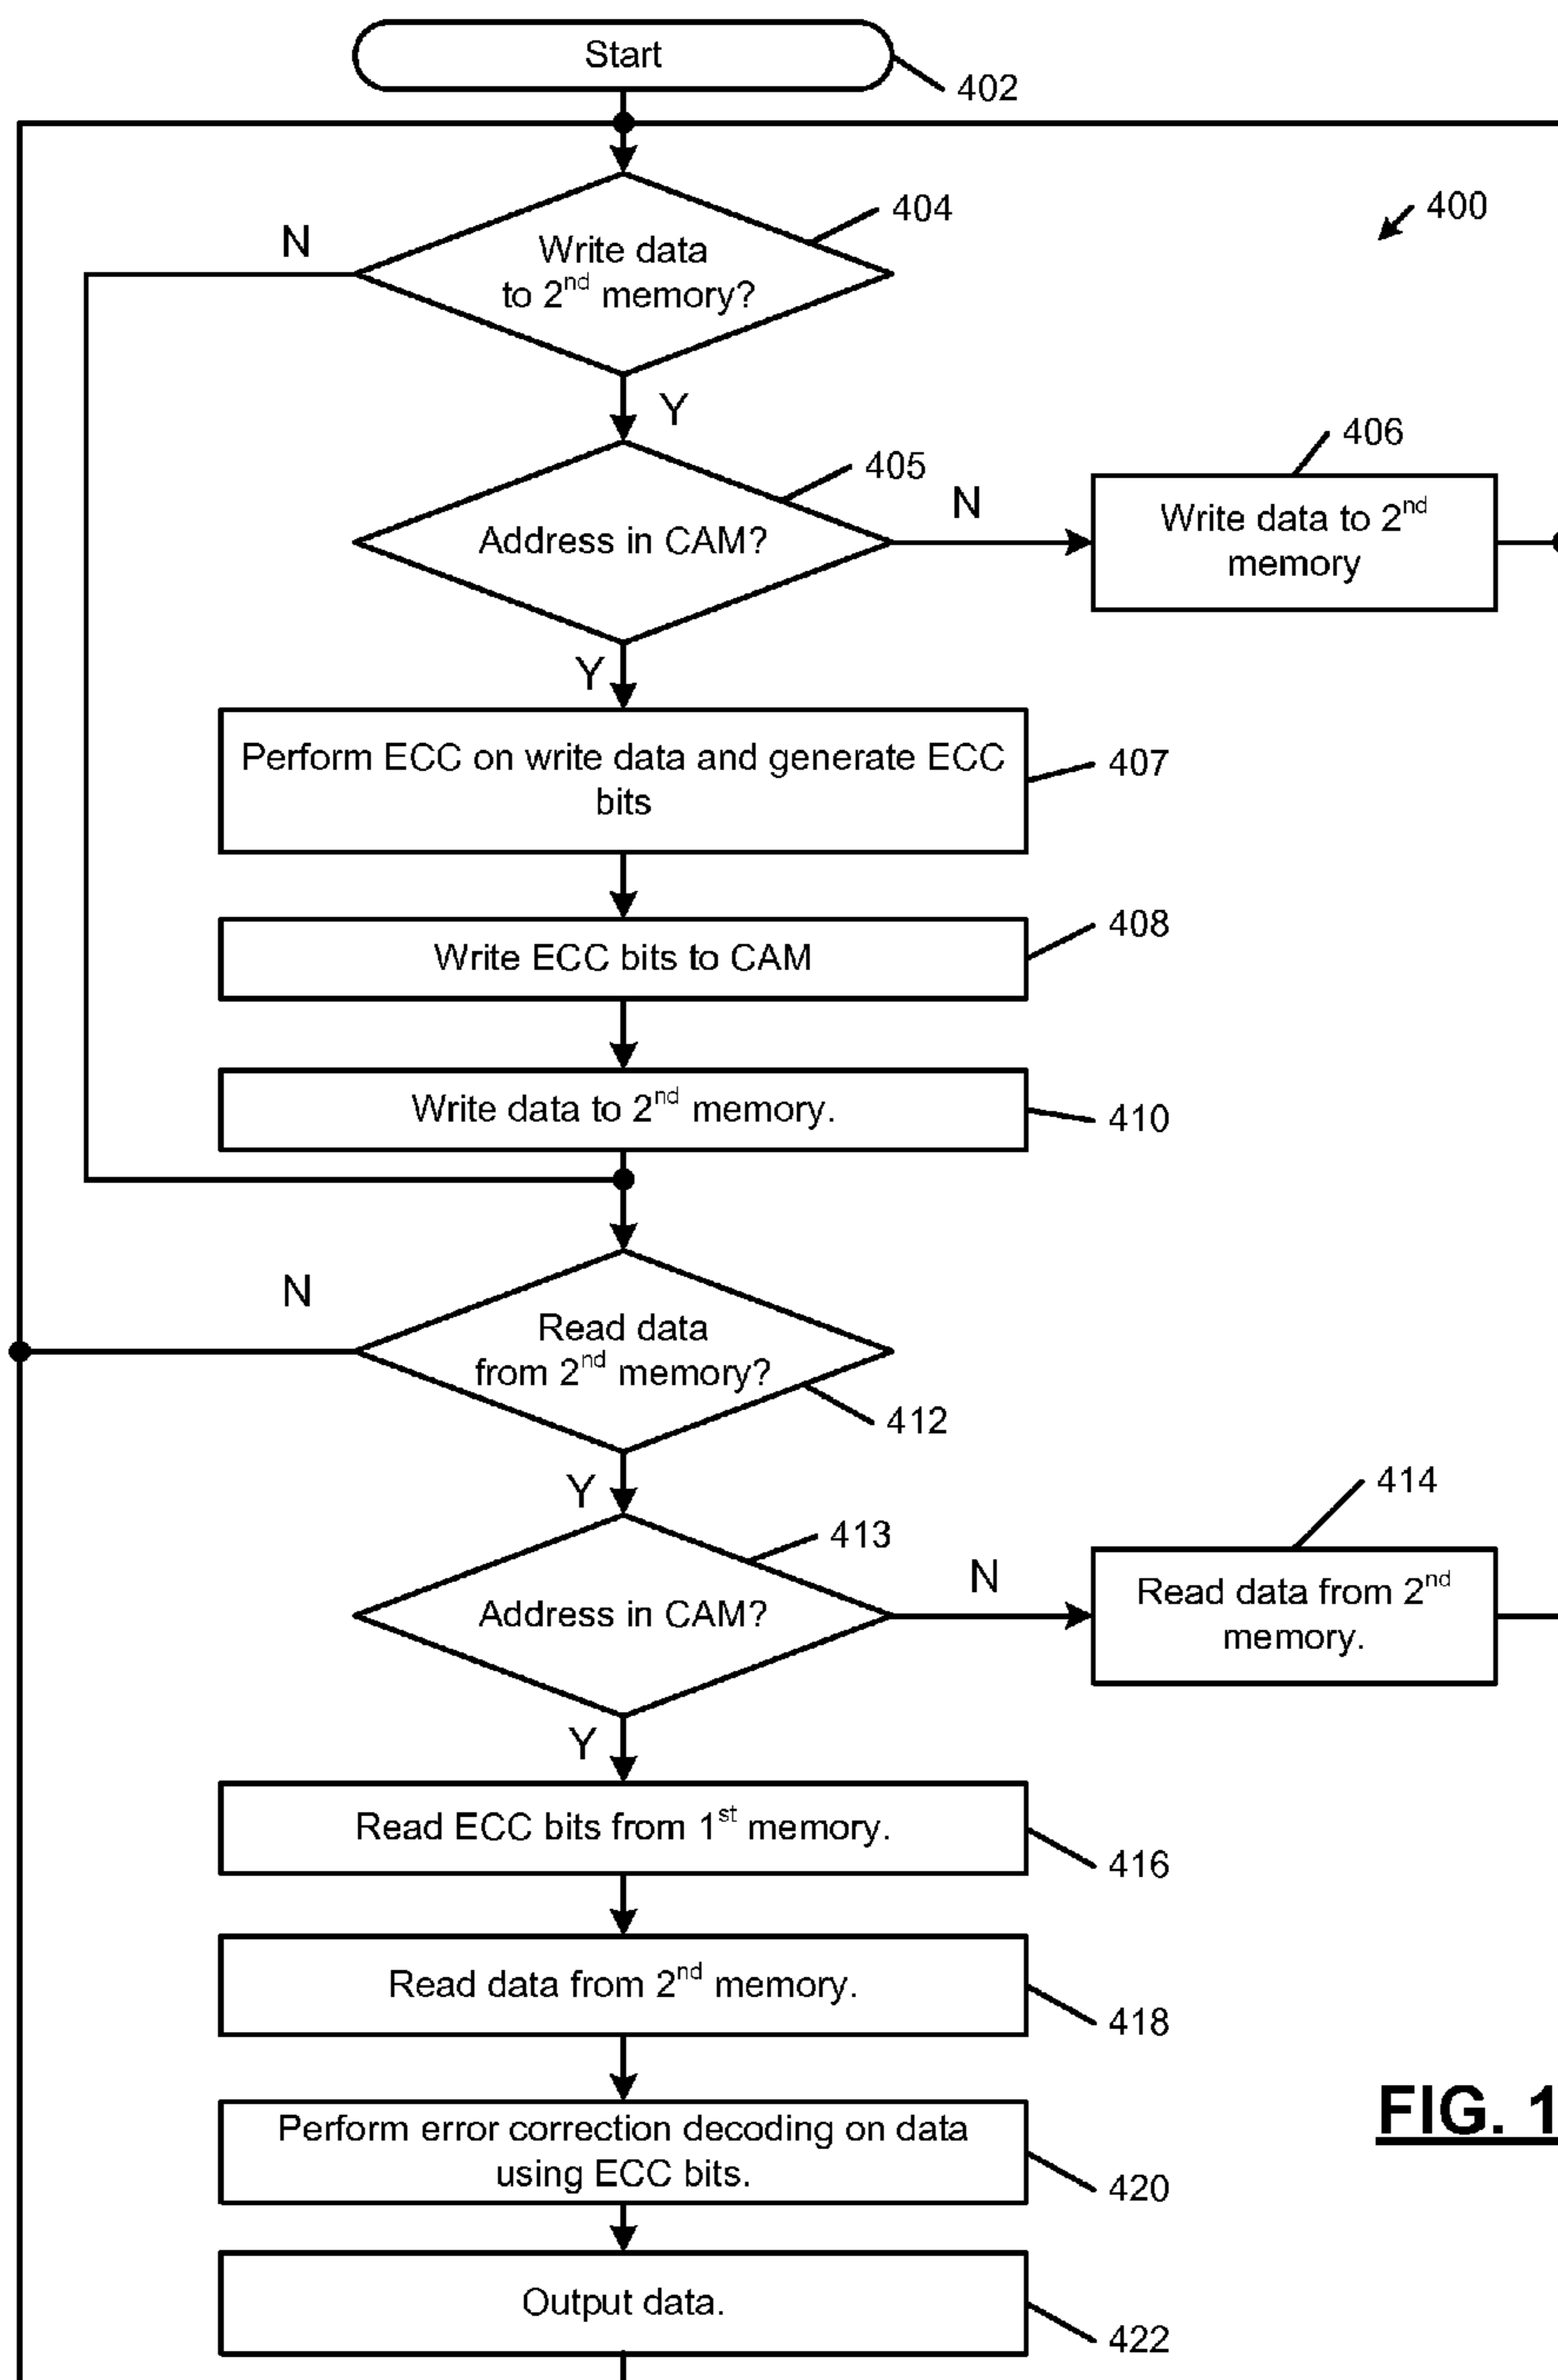 Start
402
400
404
N
Write data
to 2nd memory?
Y
406
405
N
Address in CAM?
Write data to 2nd
memory
Y
Perform ECC on write data and generate ECC
bits
407
408
Write ECC bits to CAM
Write data to 2nd memory.
410
N
Read data
from 2nd memory?
412
Y
414
413
N
Address in CAM?
Read data from 2nd
memory.
Y
Read ECC bits from 1st memory.
416
Read data from 2nd memory.
418
FIG. 1
Perform error correction decoding on data
using ECC bits.
420
Output data.
422